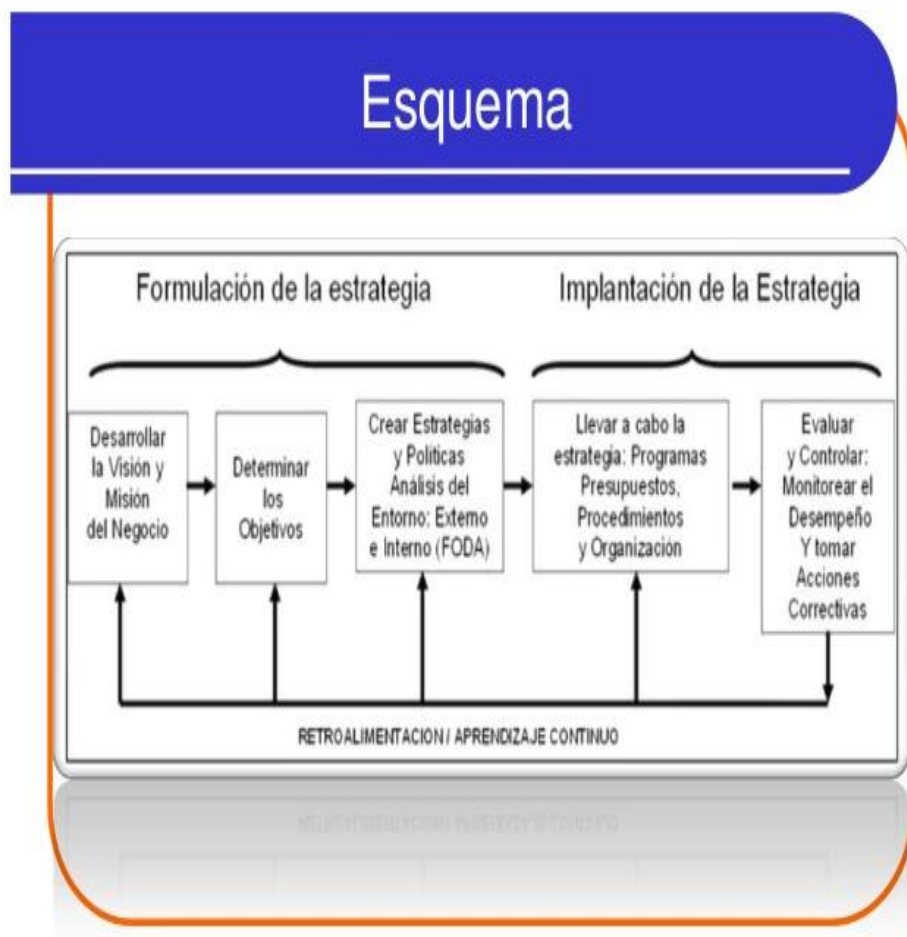 Esquema
Formulación de la estrategia
Implantación de la Estrategia
Desarrollar
la Visión y
Misión
del Negocio
Determinar
los
Objetivos
Crear Estrategias
y Políticas
Análisis del
Entorno: Externo
e Interno (FODA)
Llevar a cabo la
estrategia: Programas
Presupuestos,
Procedimientos
y Organización
Evaluar
y Controlar:
Monitorear el
Desempeño
Y tomar
Acciones
Correctivas
RETROALIMENTACION / APRENDIZAJE CONTINUO